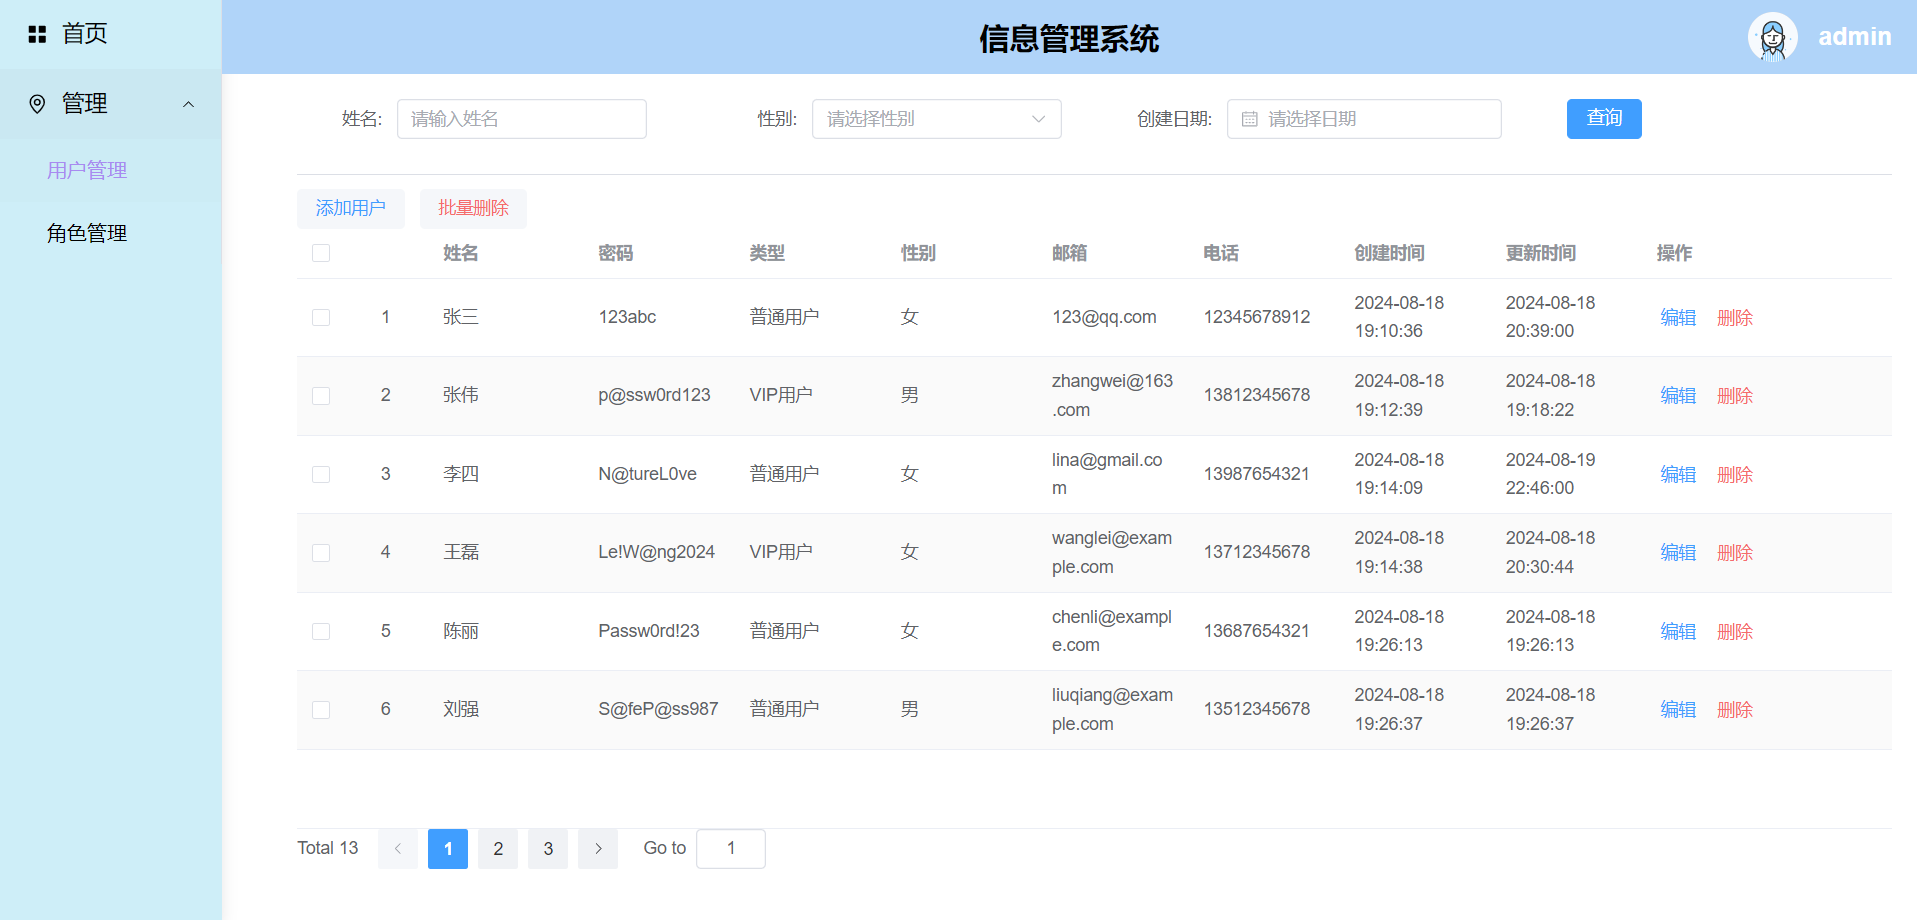 首页
信息管理系统
admin
管理
用户管理
角色管理
姓名: 请输入姓名 性别: 请选择性别 创建日期: 请选择日期 查询
添加用户 批量删除
姓名 密码 类型 性别 邮箱 电话 创建时间 更新时间 操作
1 张三 123abc 普通用户 女 123@qq.com 12345678912 2024-08-18 19:10:36 2024-08-18 20:39:00 编辑 删除
2 张伟 p@ssw0rd123 VIP用户 男 zhangwei@163.com 13812345678 2024-08-18 19:12:39 2024-08-18 19:18:22 编辑 删除
3 李四 N@tureL0ve 普通用户 女 lina@gmail.com 13987654321 2024-08-18 19:14:09 2024-08-19 22:46:00 编辑 删除
4 王磊 Le!W@ng2024 VIP用户 女 wanglei@example.com 13712345678 2024-08-18 19:14:38 2024-08-18 20:30:44 编辑 删除
5 陈丽 Passw0rd!23 普通用户 女 chenli@example.com 13687654321 2024-08-18 19:26:13 2024-08-18 19:26:13 编辑 删除
6 刘强 S@feP@ss987 普通用户 男 liuqiang@example.com 13512345678 2024-08-18 19:26:37 2024-08-18 19:26:37 编辑 删除
Total 13 1 2 3 Go to 1